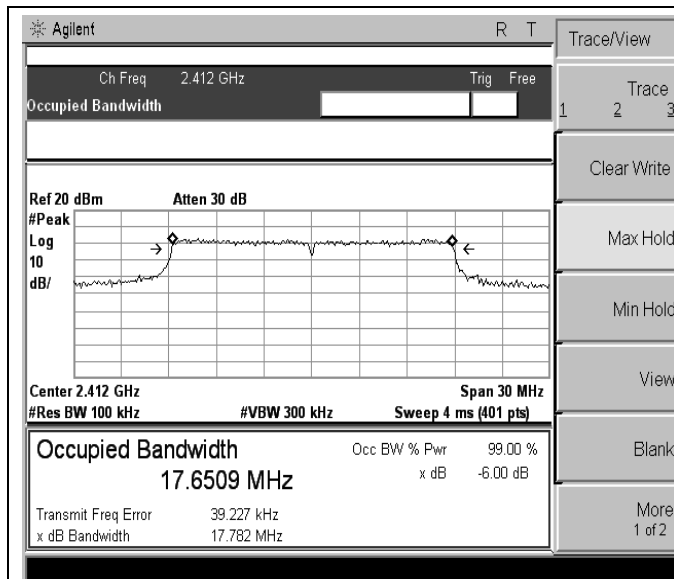 Agilent R T
Ch Freq 2.412 GHz Trig Free
Occupied Bandwidth
Ref 20 dBm Atten 30 dB
#Peak
Log
10
dB/
Center 2.412 GHz Span 30 MHz
#Res BW 100 kHz #VBW 300 kHz Sweep 4 ms (401 pts)
Occupied Bandwidth Occ BW % Pwr 99.00 %
17.6509 MHz x dB -6.00 dB
Transmit Freq Error 39.227 kHz
x dB Bandwidth 17.782 MHz
Trace/View
Trace
1 2 3
Clear Write
Max Hold
Min Hold
View
Blank
More
1 of 2